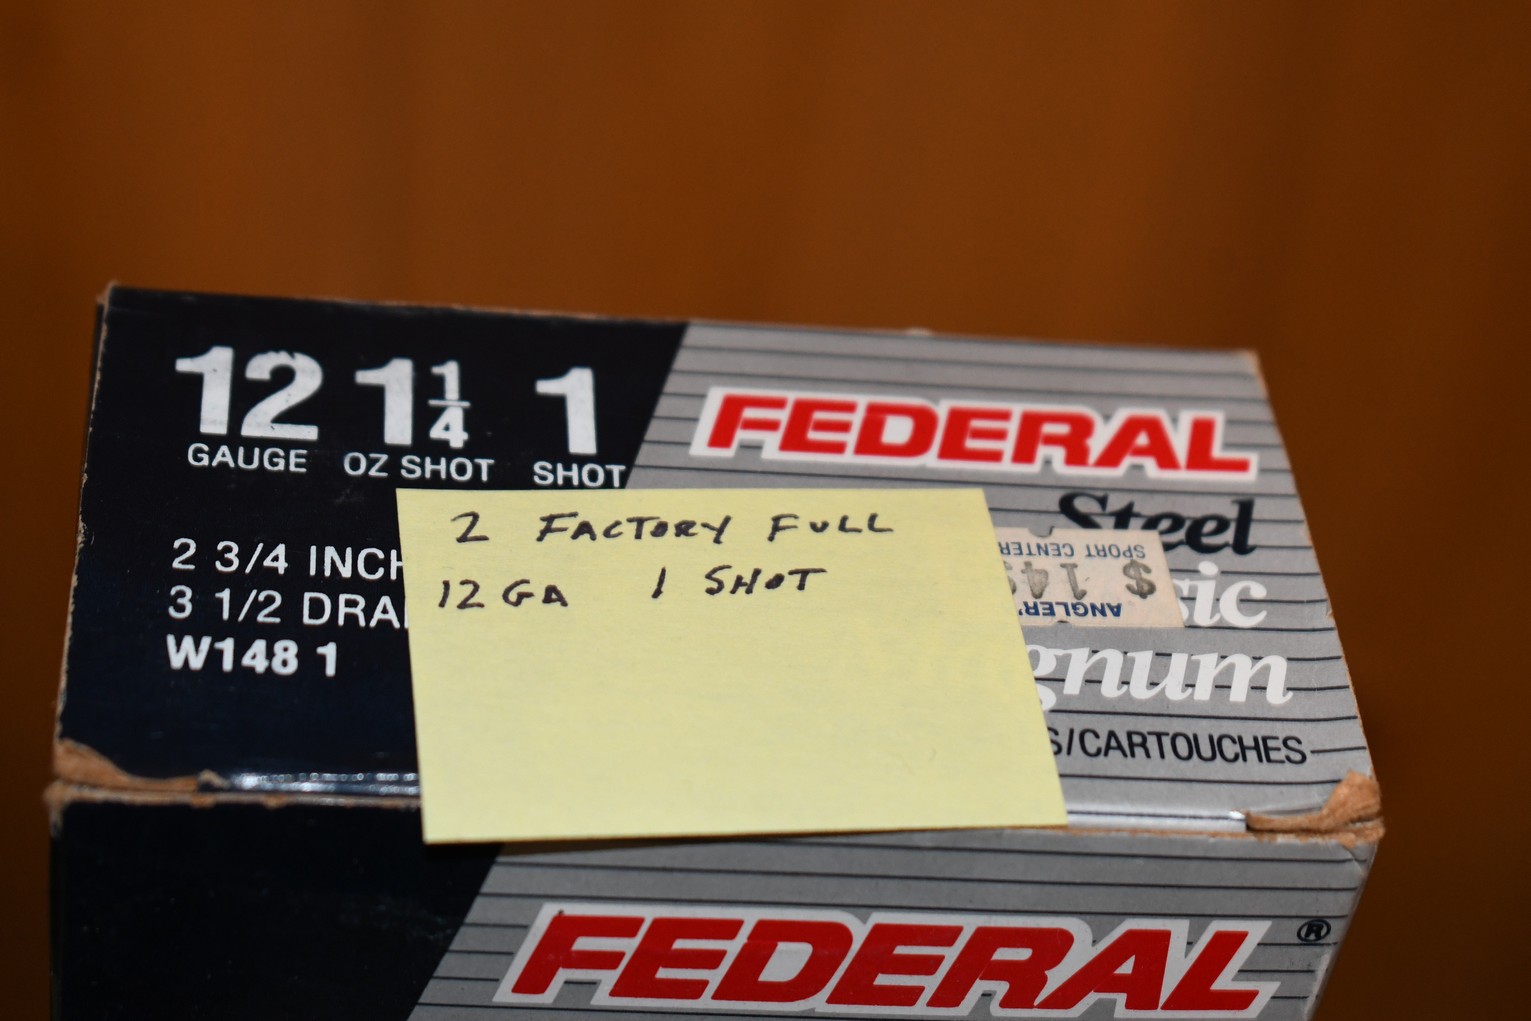 12 1 1/4 1
GAUGE OZ SHOT SHOT
FEDERAL
Steel
2 FACTORY FULL
12 GA 1 SHOT
2 3/4 INCH
3 1/2 DRA
W148 1
SPORT CENTER
$ 149
ANGLER'
sic
gnum
S/CARTOUCHES
FEDERAL®